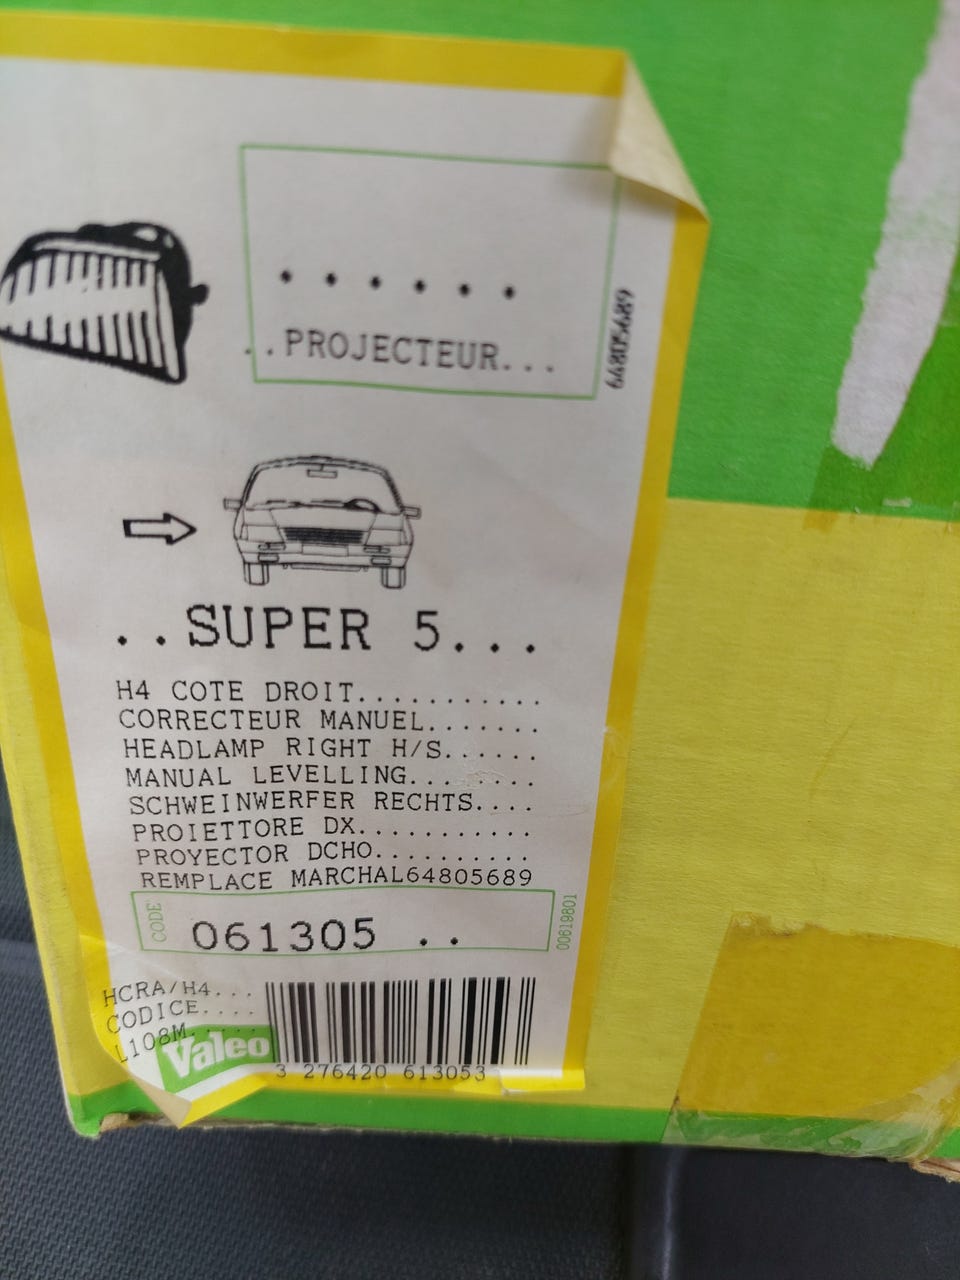 ......
..PROJECTEUR...
64805689
..SUPER 5...
H4 COTE DROIT...........
CORRECTEUR MANUEL.......
HEADLAMP RIGHT H/S......
MANUAL LEVELLING........
SCHWEINWERFER RECHTS....
PROIETTORE DX...........
PROYECTOR DCHO..........
REMPLACE MARCHAL64805689
CODE
061305 ..
00619801
HCRA/H4...
CODICE....
L108M.....
Valeo
3 276420 613053